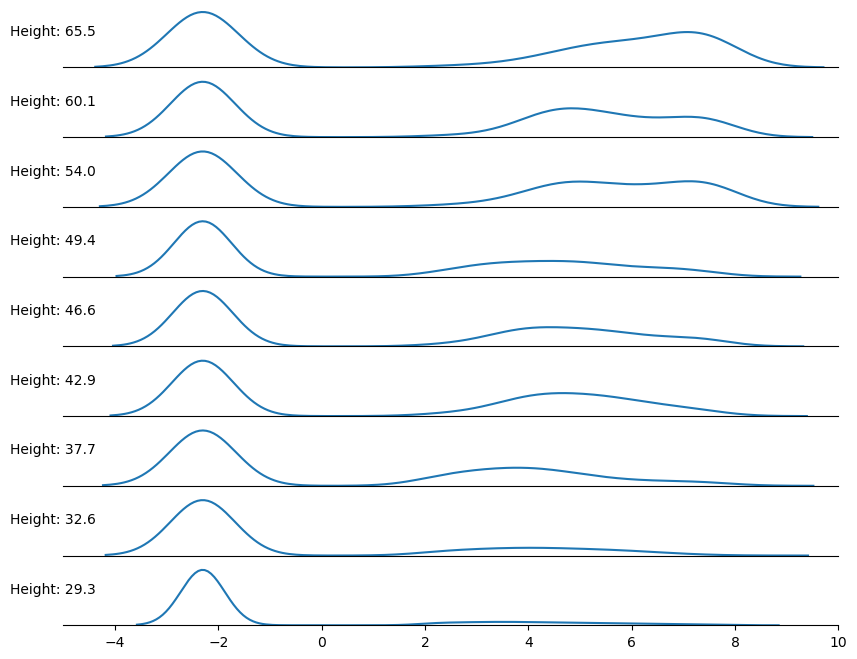 Height: 65.5
Height: 60.1
Height: 54.0
Height: 49.4
Height: 46.6
Height: 42.9
Height: 37.7
Height: 32.6
Height: 29.3
−4 −2 0 2 4 6 8 10